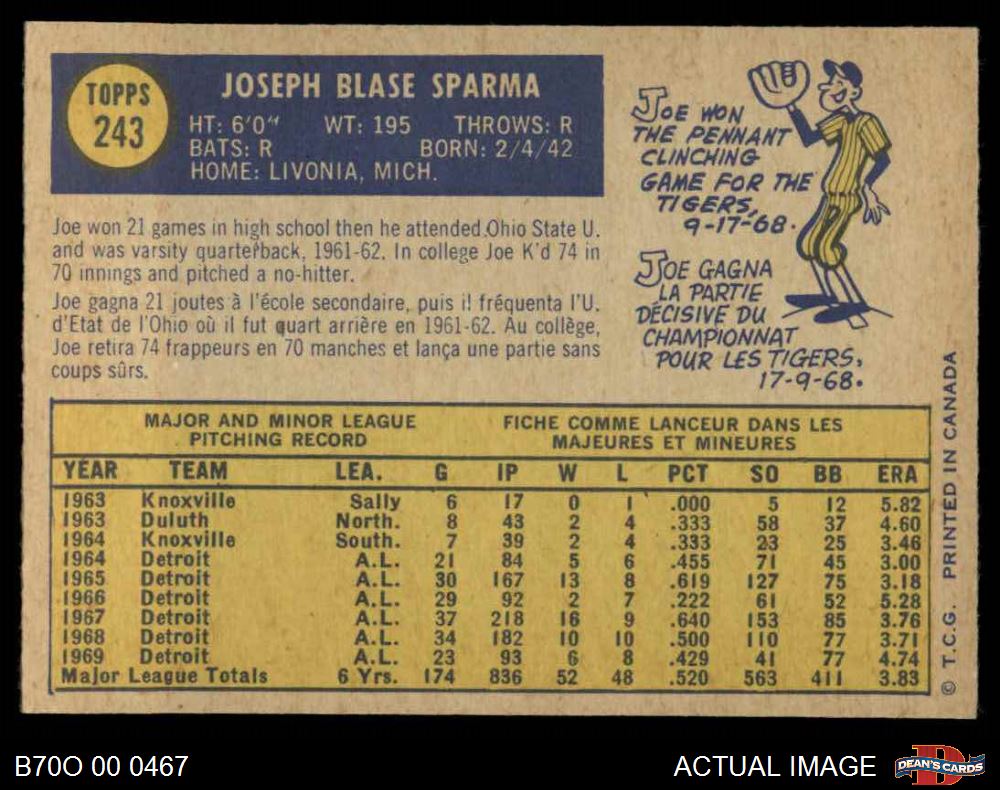 TOPPS
243
JOSEPH BLASE SPARMA
HT: 6'0" WT: 195 THROWS: R
BATS: R BORN: 2/4/42
HOME: LIVONIA, MICH.
JOE WON
THE PENNANT
CLINCHING
GAME FOR THE
TIGERS,
9-17-68.
JOE GAGNA
LA PARTIE
DÉCISIVE DU
CHAMPIONNAT
POUR LES TIGERS,
17-9-68.
Joe won 21 games in high school then he attended Ohio State U.
and was varsity quarterback, 1961-62. In college Joe K'd 74 in
70 innings and pitched a no-hitter.
Joe gagna 21 joutes à l'école secondaire, puis il fréquenta l'U.
d'Etat de l'Ohio où il fut quart arrière en 1961-62. Au collège,
Joe retira 74 frappeurs en 70 manches et lança une partie sans
coups sûrs.
MAJOR AND MINOR LEAGUE
PITCHING RECORD
FICHE COMME LANCEUR DANS LES
MAJEURES ET MINEURES
YEAR TEAM LEA. G IP W L PCT SO BB ERA
1963 Knoxville Sally 6 17 0 1 .000 5 12 5.82
1963 Duluth North. 8 43 2 4 .333 58 37 4.60
1964 Knoxville South. 7 39 2 4 .333 23 25 3.46
1964 Detroit A.L. 21 84 5 6 .455 71 45 3.00
1965 Detroit A.L. 30 167 13 8 .619 127 75 3.18
1966 Detroit A.L. 29 92 2 7 .222 61 52 5.28
1967 Detroit A.L. 37 218 16 9 .640 153 85 3.76
1968 Detroit A.L. 34 182 10 10 .500 110 77 3.71
1969 Detroit A.L. 23 93 6 8 .429 41 77 4.74
Major League Totals 6 Yrs. 174 836 52 48 .520 563 411 3.83
© T.C.G. PRINTED IN CANADA
B70O 00 0467
ACTUAL IMAGE
D
DEAN'S CARDS